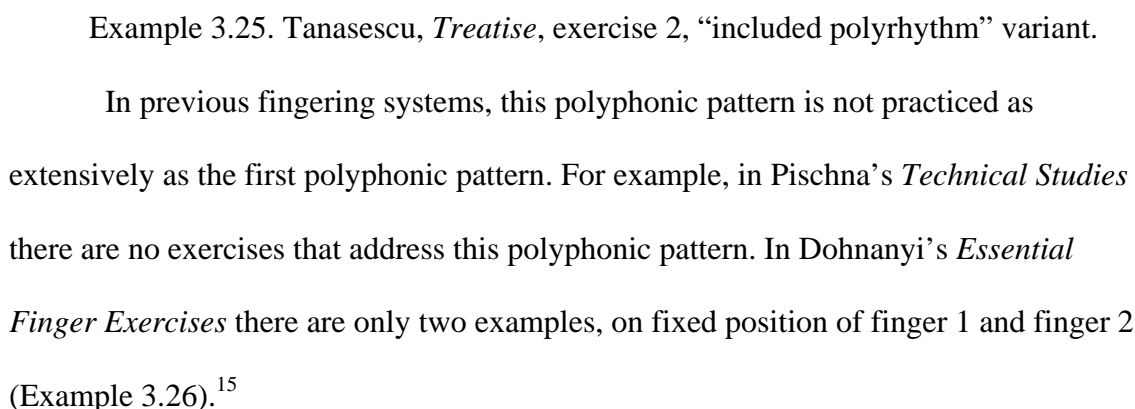 Example 3.25. Tanasescu, Treatise, exercise 2, “included polyrhythm” variant.
In previous fingering systems, this polyphonic pattern is not practiced as
extensively as the first polyphonic pattern. For example, in Pischna’s Technical Studies
there are no exercises that address this polyphonic pattern. In Dohnanyi’s Essential
Finger Exercises there are only two examples, on fixed position of finger 1 and finger 2
(Example 3.26).15